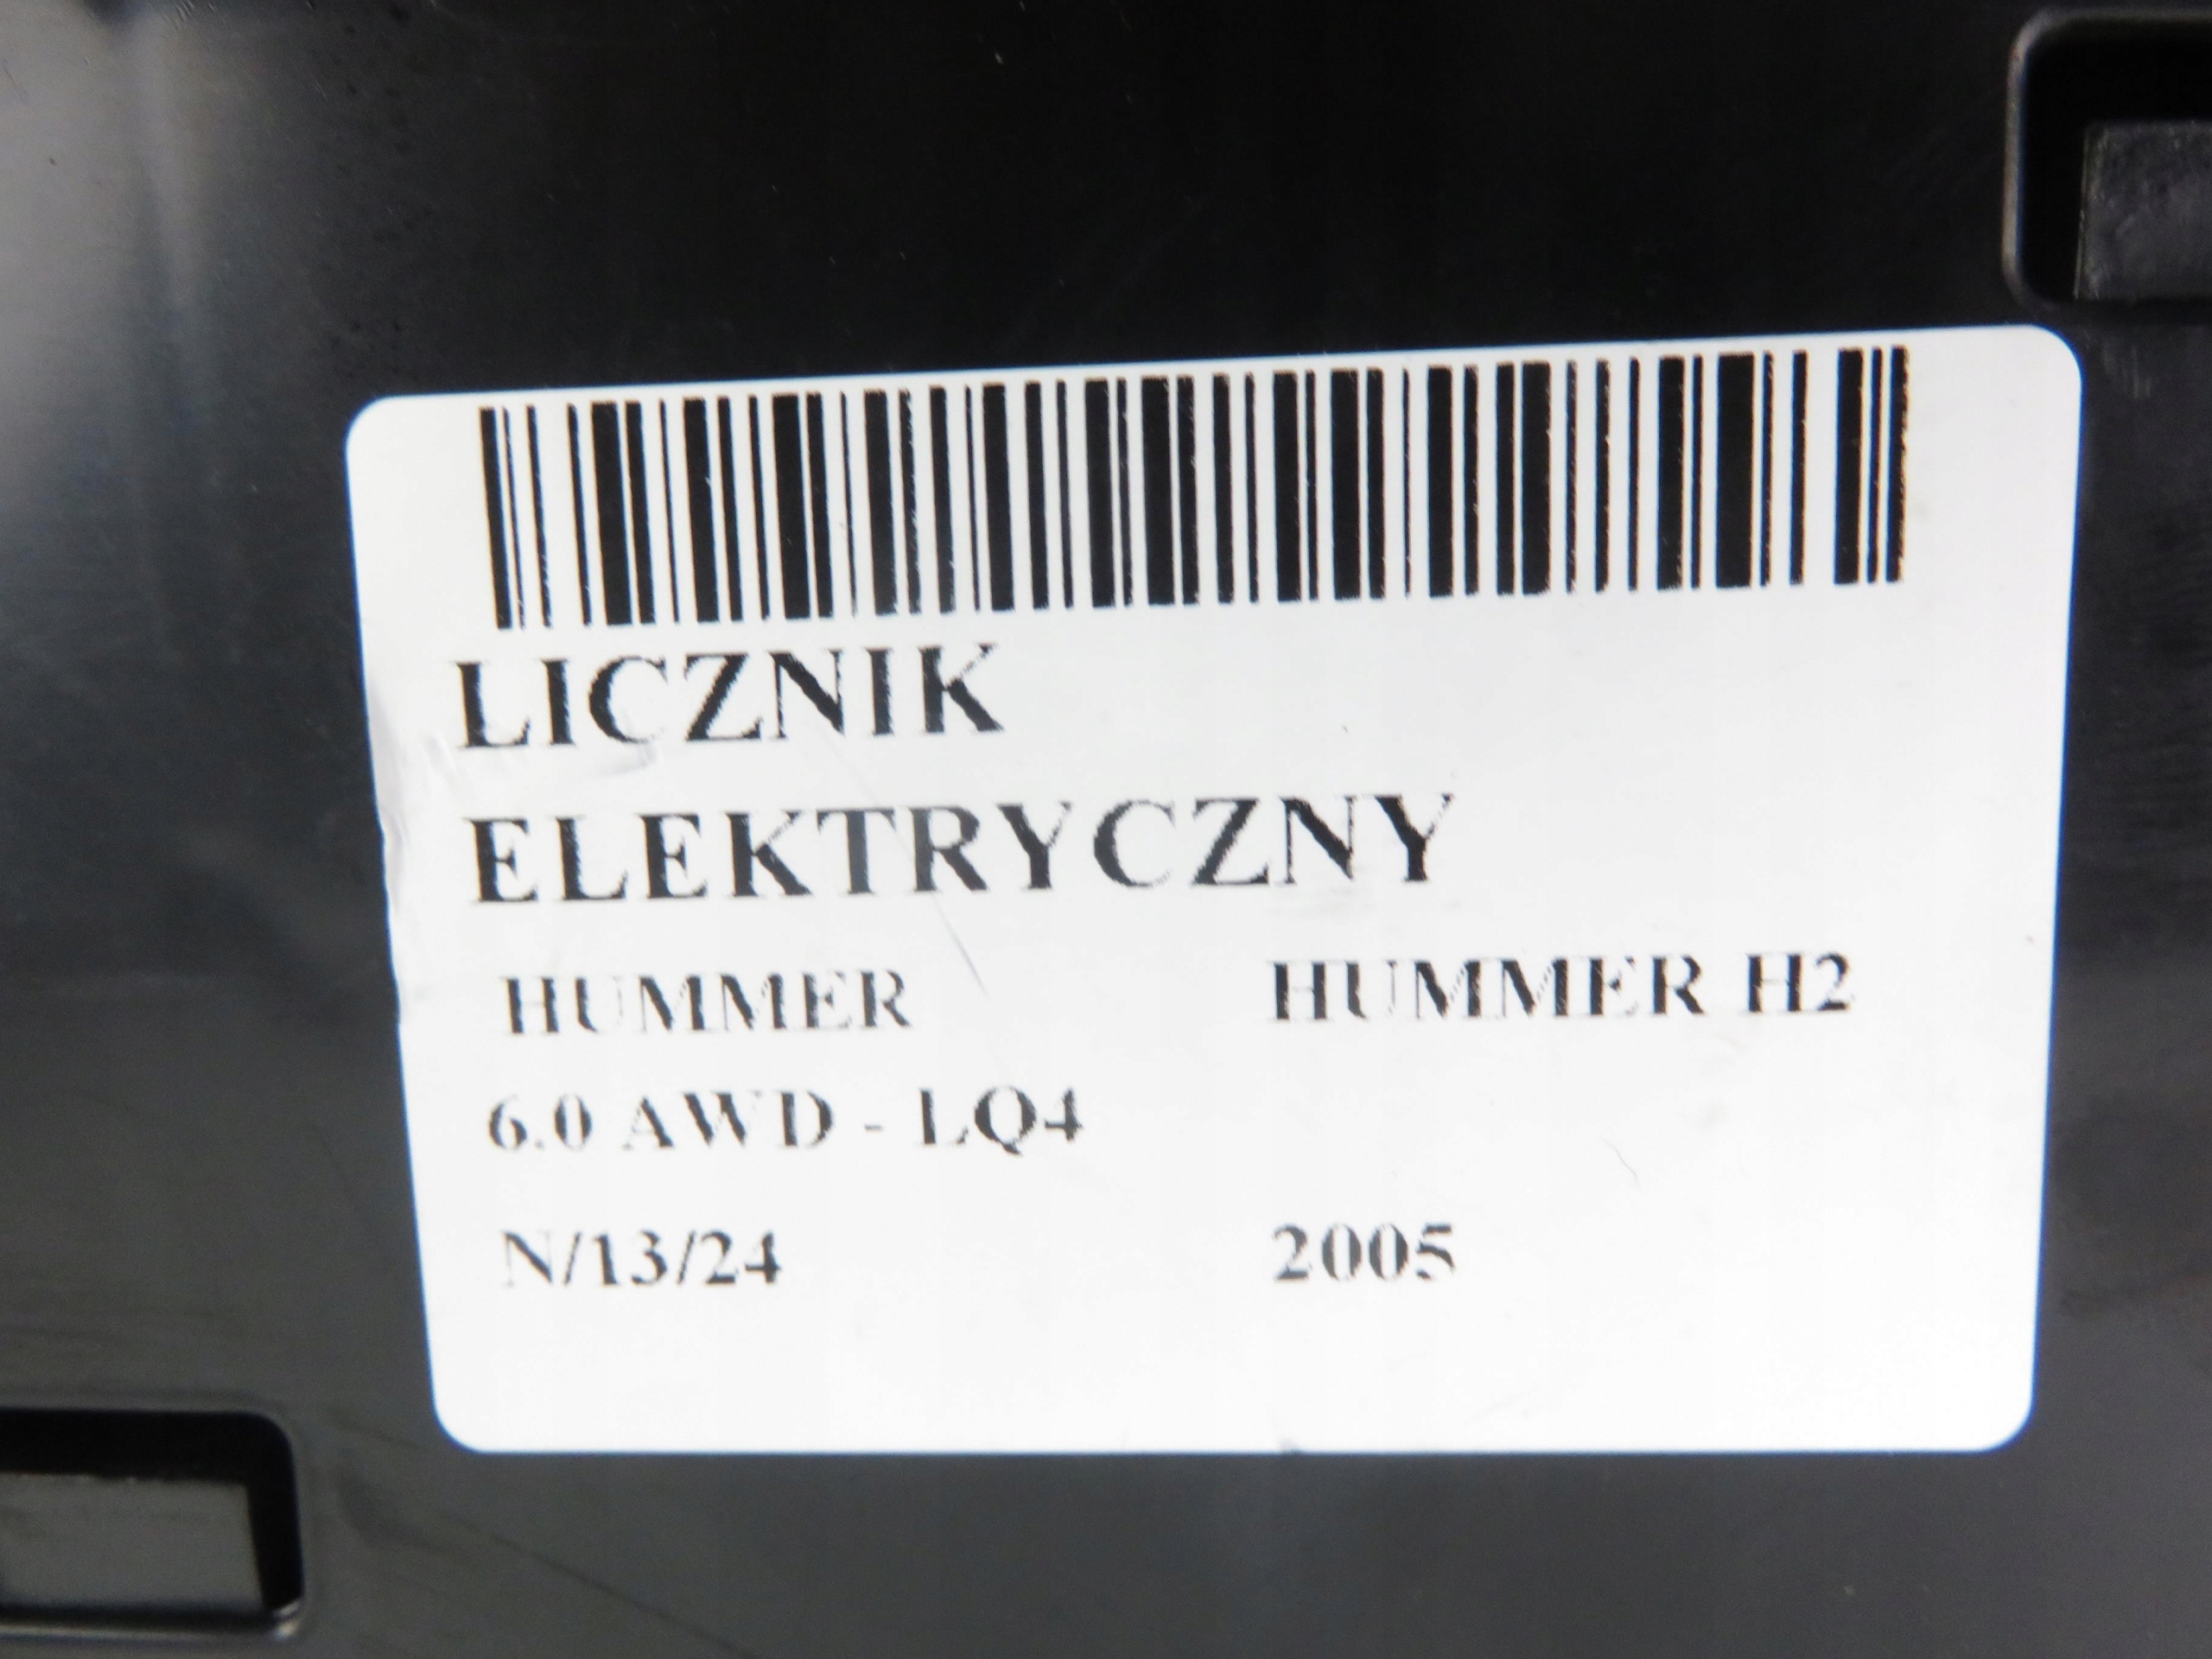 LICZNIK
ELEKTRYCZNY
HUMMER HUMMER H2
6.0 AWD - LQ4
N/13/24 2005